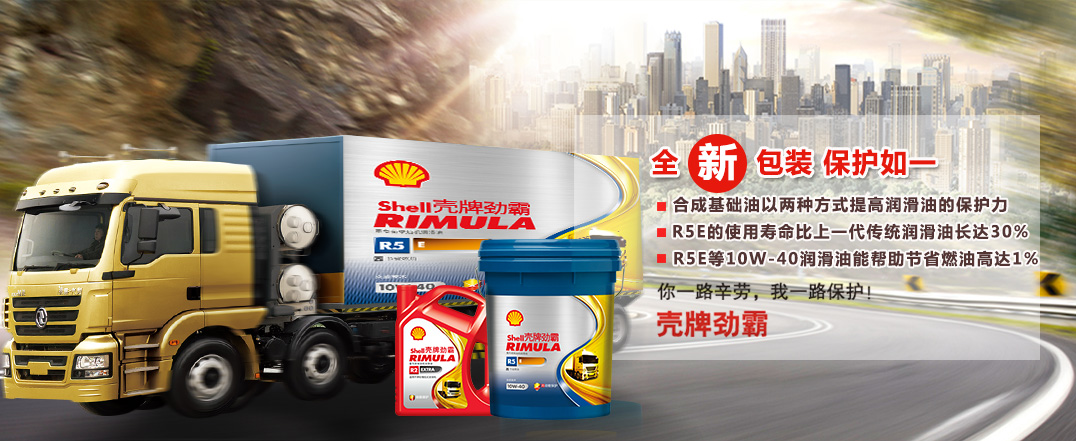 全新包装 保护如一
合成基础油以两种方式提高润滑油的保护力
R5E的使用寿命比上一代传统润滑油长达30%
R5E等10W-40润滑油能帮助节省燃油高达1%
你一路辛劳，我一路保护!
壳牌劲霸
Shell壳牌劲霸
RIMULA
R5 E
10W-40
Shell壳牌劲霸
RIMULA
R2 EXTRA
Shell壳牌劲霸
RIMULA
R5 E
10W-40